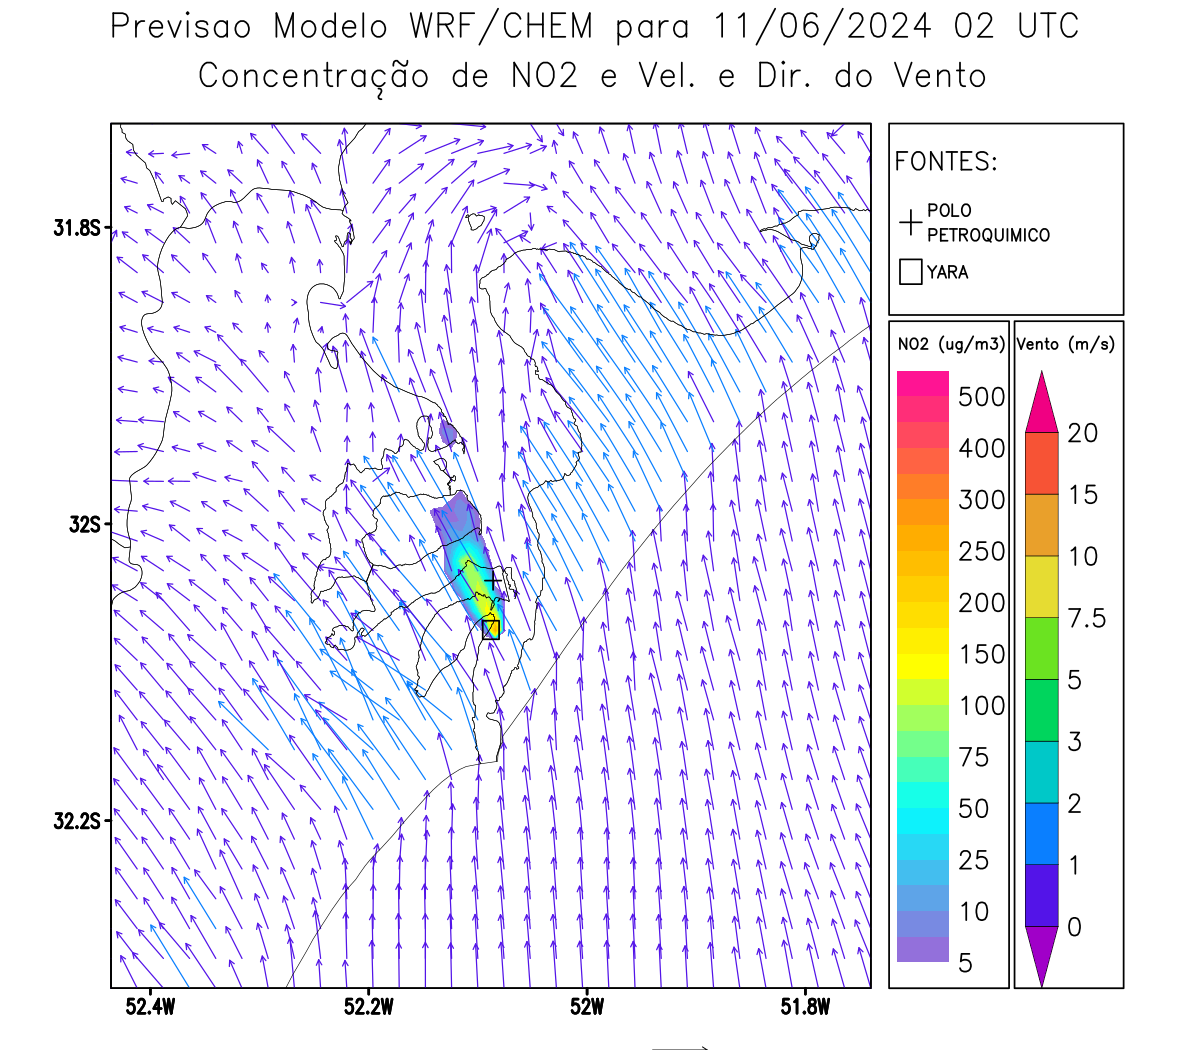 Previsao Modelo WRF/CHEM para 11/06/2024 02 UTC
Concentração de NO2 e Vel. e Dir. do Vento
FONTES:
POLO
PETROQUIMICO
YARA
31.8S
32S
32.2S
52.4W
52.2W
52W
51.8W
NO2 (ug/m3)
500
400
300
250
200
150
100
75
50
25
10
5
Vento (m/s)
20
15
10
7.5
5
3
2
1
0